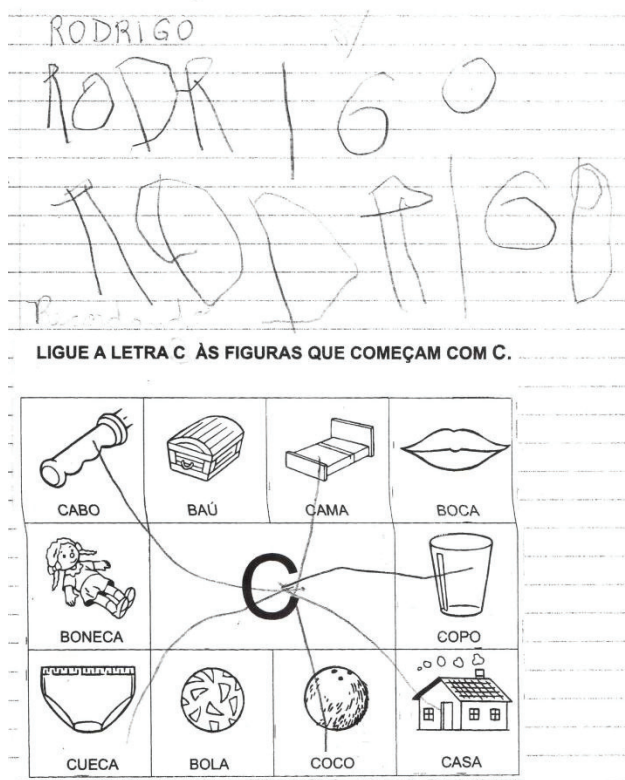 RODRIGO
RODRIGO
RODRIGO
LIGUE A LETRA C ÀS FIGURAS QUE COMEÇAM COM C.
CABO BAÚ CAMA BOCA
C
BONECA COPO
CUECA BOLA COCO CASA